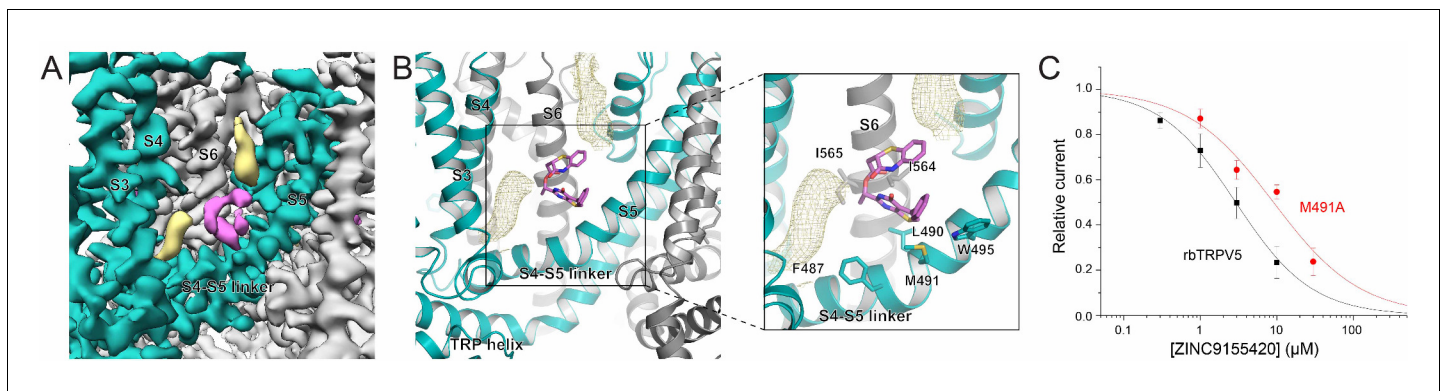 A
S4
S6
S3
S5
S4-S5 linker
B
S4
S6
S3
S5
S4-S5 linker
TRP helix
S6
I565
I564
L490
W495
F487
M491
S4-S5 linker
C
Relative current
1.0
0.8
0.6
0.4
0.2
0.0
M491A
rbTRPV5
0.1
1
10
100
[ZINC9155420] (µM)